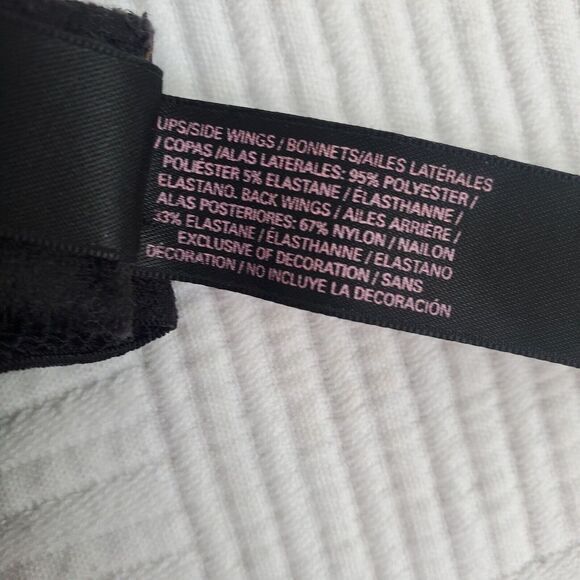 UPS/SIDE WINGS / BONNETS/AILES LATÉRALES
/ COPAS /ALAS LATERALES: 95% POLYESTER /
POLIÉSTER 5% ELASTANE / ÉLASTHANNE /
ELASTANO. BACK WINGS / AILES ARRIÈRE /
ALAS POSTERIORES: 67% NYLON / NAILON
33% ELASTANE / ÉLASTHANNE / ELASTANO
EXCLUSIVE OF DECORATION / SANS
DÉCORATION / NO INCLUYE LA DECORACIÓN